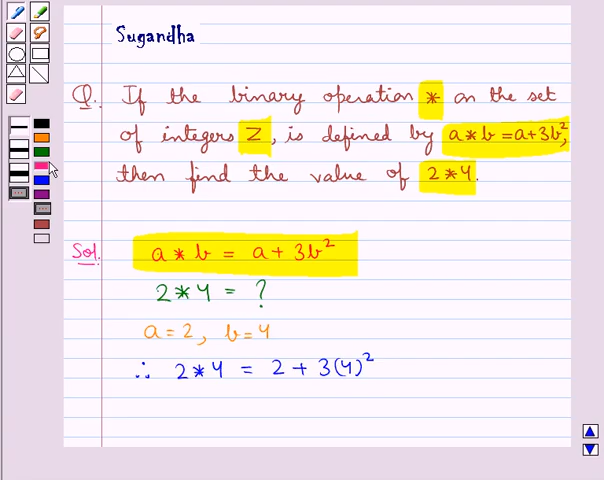 Sugandha
Q. If the binary operation * on the set
of integers Z, is defined by a*b=a+3b²,
then find the value of 2*4.
Sol. a * b = a + 3b²
2*4 = ?
a=2, b=4
∴ 2*4 = 2 + 3(4)²